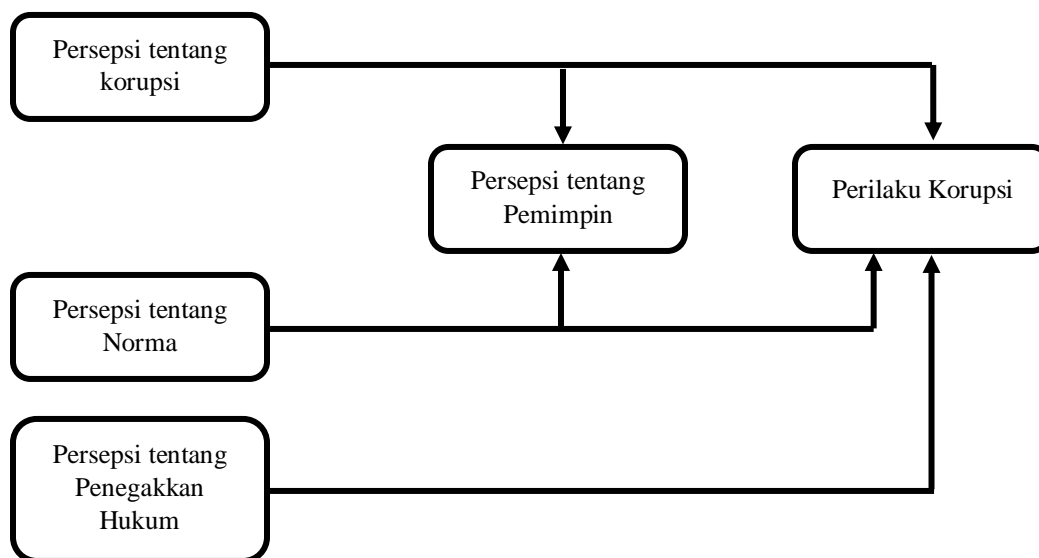 Persepsi tentang
korupsi
Persepsi tentang
Pemimpin
Perilaku Korupsi
Persepsi tentang
Norma
Persepsi tentang
Penegakkan
Hukum